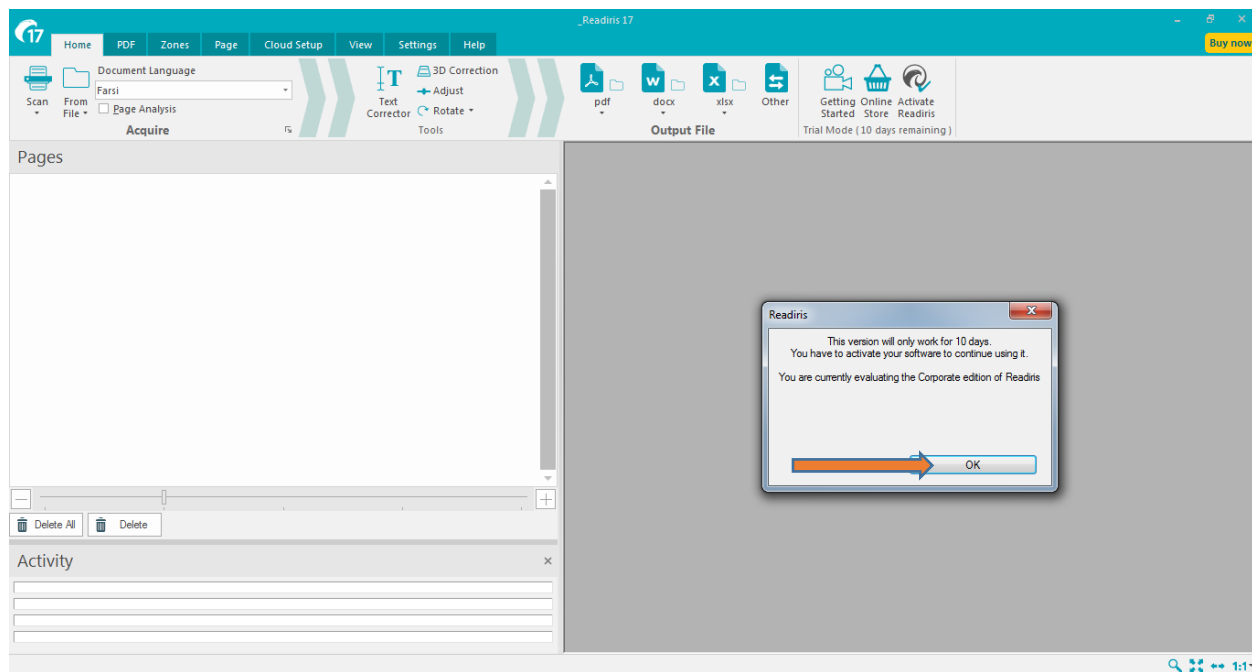 _Readiris 17
17
Home PDF Zones Page Cloud Setup View Settings Help
Buy now
Scan
From
File
Document Language
Farsi
Page Analysis
Acquire
Text
Corrector
3D Correction
Adjust
Rotate
Tools
pdf docx xlsx Other
Output File
Getting
Started
Online
Store
Activate
Readiris
Trial Mode (10 days remaining)
Pages
Delete All Delete
Activity
Readiris
This version will only work for 10 days.
You have to activate your software to continue using it.
You are currently evaluating the Corporate edition of Readiris
OK
1:1